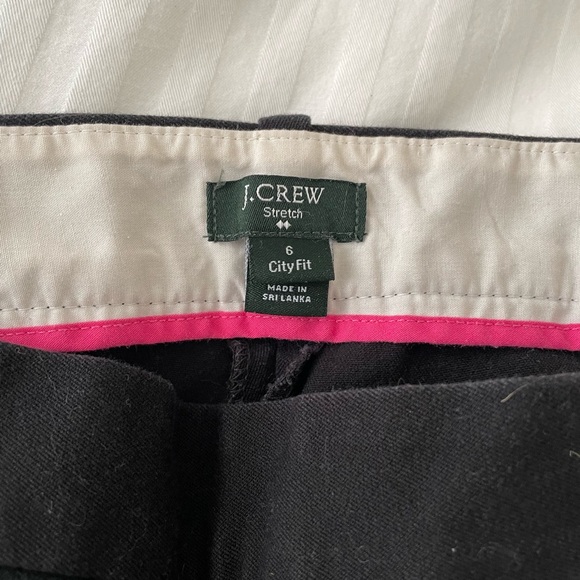 J.CREW
Stretch
6
City Fit
MADE IN
SRI LANKA